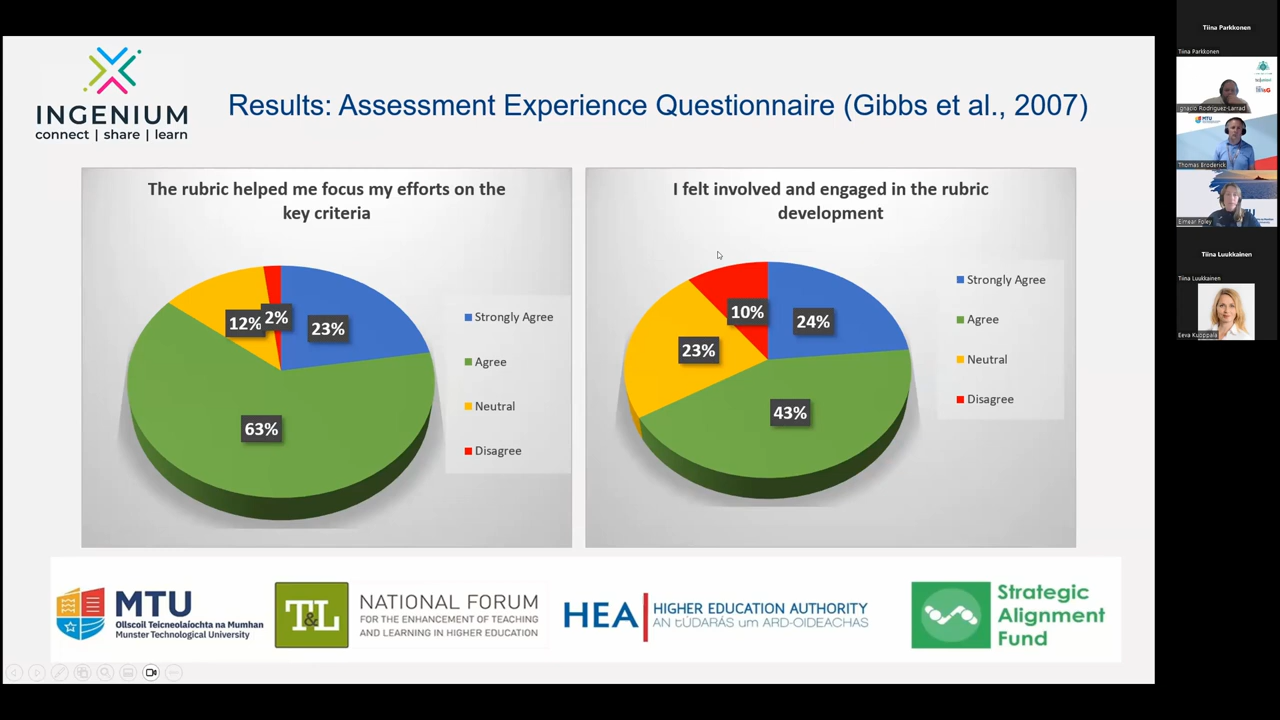 INGENIUM
connect | share | learn
Results: Assessment Experience Questionnaire (Gibbs et al., 2007)
The rubric helped me focus my efforts on the
key criteria
23%
63%
12%
2%
Strongly Agree
Agree
Neutral
Disagree
I felt involved and engaged in the rubric
development
24%
43%
23%
10%
Strongly Agree
Agree
Neutral
Disagree
MTU
Ollscoil Teicneolaíochta na Mumhan
Munster Technological University
T&L
NATIONAL FORUM
FOR THE ENHANCEMENT OF TEACHING
AND LEARNING IN HIGHER EDUCATION
HEA
HIGHER EDUCATION AUTHORITY
AN tÚDARÁS um ARD-OIDEACHAS
Strategic
Alignment
Fund
Tiina Parkkonen
Tiina Parkkonen
Ignacio Rodríguez-Larrad
MTU
Thomas Broderick
MTU
Eimear Foley
Tiina Luukkainen
Tiina Luukkainen
Eeva Kuoppala